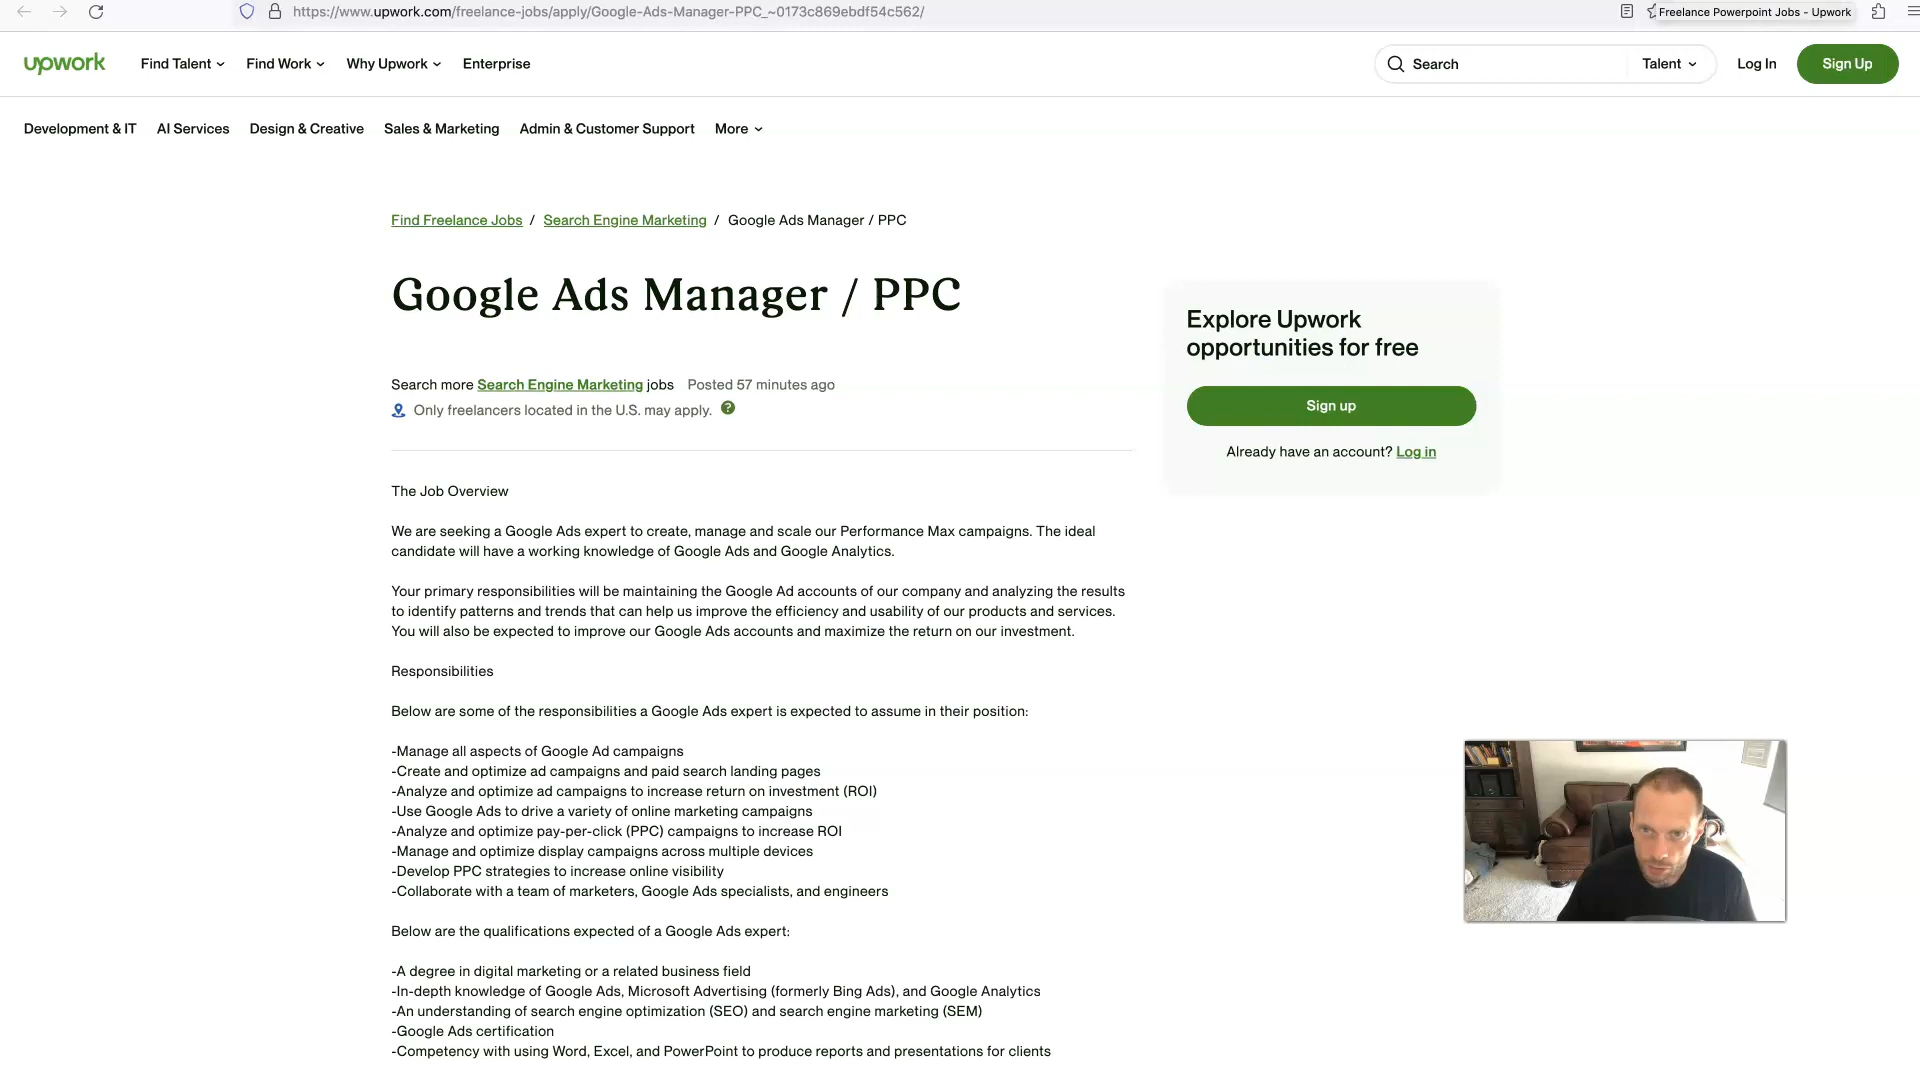 https://www.upwork.com/freelance-jobs/apply/Google-Ads-Manager-PPC_~0173c869ebdf54c562/
Freelance Powerpoint Jobs - Upwork
upwork
Find Talent
Find Work
Why Upwork
Enterprise
Search
Talent
Log In
Sign Up
Development & IT
AI Services
Design & Creative
Sales & Marketing
Admin & Customer Support
More
Find Freelance Jobs / Search Engine Marketing / Google Ads Manager / PPC
Google Ads Manager / PPC
Search more Search Engine Marketing jobs Posted 57 minutes ago
Only freelancers located in the U.S. may apply. ?
Explore Upwork
opportunities for free
Sign up
Already have an account? Log in
The Job Overview
We are seeking a Google Ads expert to create, manage and scale our Performance Max campaigns. The ideal
candidate will have a working knowledge of Google Ads and Google Analytics.
Your primary responsibilities will be maintaining the Google Ad accounts of our company and analyzing the results
to identify patterns and trends that can help us improve the efficiency and usability of our products and services.
You will also be expected to improve our Google Ads accounts and maximize the return on our investment.
Responsibilities
Below are some of the responsibilities a Google Ads expert is expected to assume in their position:
-Manage all aspects of Google Ad campaigns
-Create and optimize ad campaigns and paid search landing pages
-Analyze and optimize ad campaigns to increase return on investment (ROI)
-Use Google Ads to drive a variety of online marketing campaigns
-Analyze and optimize pay-per-click (PPC) campaigns to increase ROI
-Manage and optimize display campaigns across multiple devices
-Develop PPC strategies to increase online visibility
-Collaborate with a team of marketers, Google Ads specialists, and engineers
Below are the qualifications expected of a Google Ads expert:
-A degree in digital marketing or a related business field
-In-depth knowledge of Google Ads, Microsoft Advertising (formerly Bing Ads), and Google Analytics
-An understanding of search engine optimization (SEO) and search engine marketing (SEM)
-Google Ads certification
-Competency with using Word, Excel, and PowerPoint to produce reports and presentations for clients